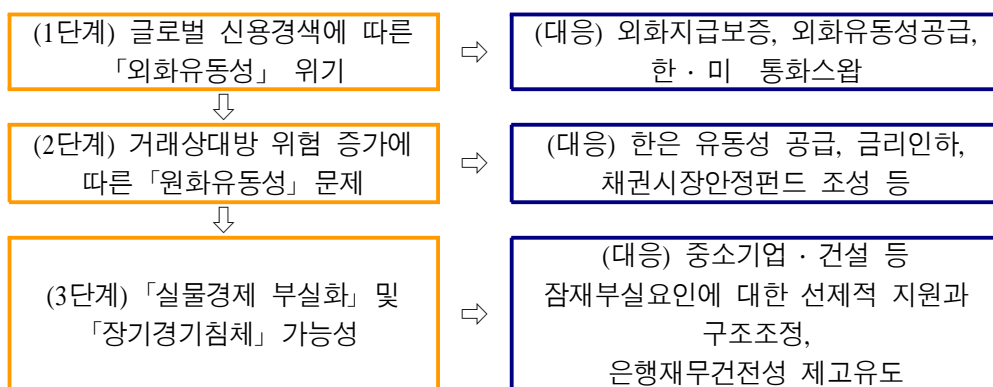 (1단계) 글로벌 신용경색에 따른
「외화유동성」 위기
⇨
(대응) 외화지급보증, 외화유동성공급,
한 · 미 통화스왑
⇩
(2단계) 거래상대방 위험 증가에
따른「원화유동성」문제
⇨
(대응) 한은 유동성 공급, 금리인하,
채권시장안정펀드 조성 등
⇩
(3단계)「실물경제 부실화」및
「장기경기침체」가능성
⇨
(대응) 중소기업 · 건설 등
잠재부실요인에 대한 선제적 지원과
구조조정,
은행재무건전성 제고유도